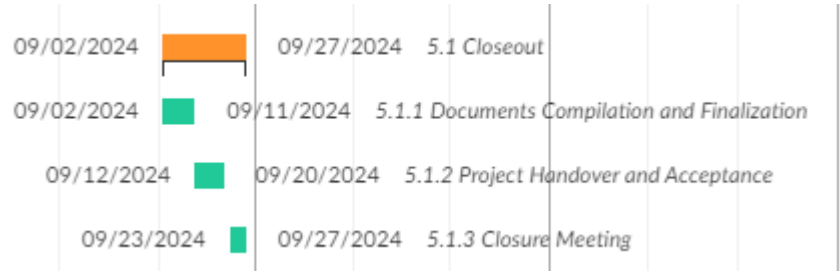 09/02/2024 09/27/2024 5.1 Closeout
09/02/2024 09/11/2024 5.1.1 Documents Compilation and Finalization
09/12/2024 09/20/2024 5.1.2 Project Handover and Acceptance
09/23/2024 09/27/2024 5.1.3 Closure Meeting